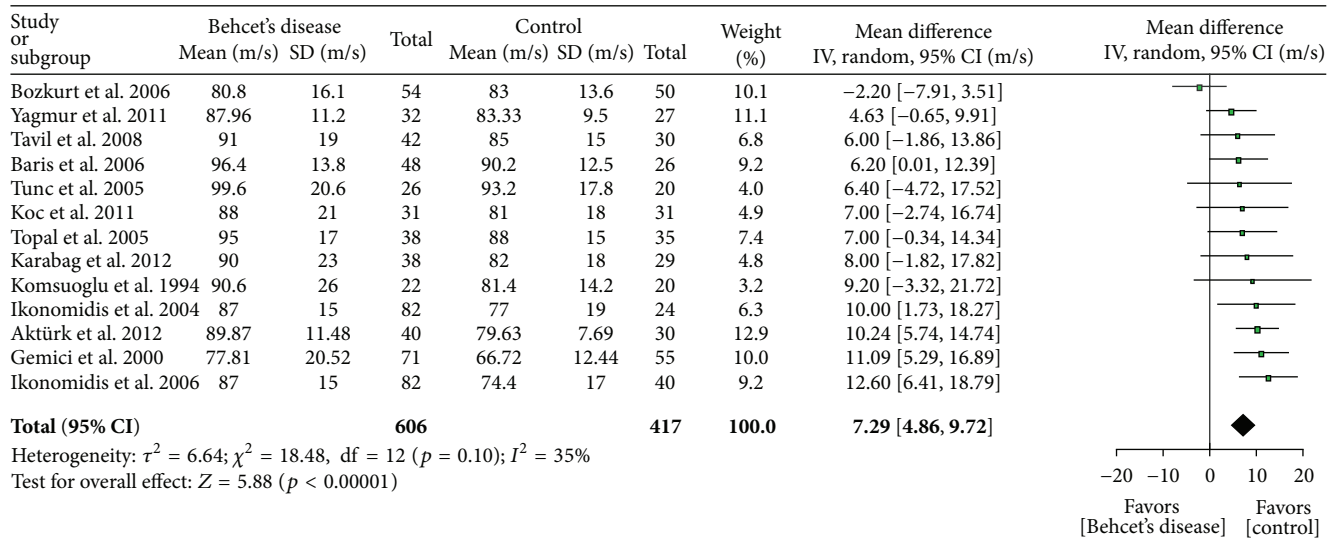 Study or subgroup Behcet's disease Total Control Weight (%) Mean difference IV, random, 95% CI (m/s) Mean difference IV, random, 95% CI (m/s)
Mean (m/s) SD (m/s) Mean (m/s) SD (m/s) Total
Bozkurt et al. 2006 80.8 16.1 54 83 13.6 50 10.1 −2.20 [−7.91, 3.51]
Yagmur et al. 2011 87.96 11.2 32 83.33 9.5 27 11.1 4.63 [−0.65, 9.91]
Tavil et al. 2008 91 19 42 85 15 30 6.8 6.00 [−1.86, 13.86]
Baris et al. 2006 96.4 13.8 48 90.2 12.5 26 9.2 6.20 [0.01, 12.39]
Tunc et al. 2005 99.6 20.6 26 93.2 17.8 20 4.0 6.40 [−4.72, 17.52]
Koc et al. 2011 88 21 31 81 18 31 4.9 7.00 [−2.74, 16.74]
Topal et al. 2005 95 17 38 88 15 35 7.4 7.00 [−0.34, 14.34]
Karabag et al. 2012 90 23 38 82 18 29 4.8 8.00 [−1.82, 17.82]
Komsuoglu et al. 1994 90.6 26 22 81.4 14.2 20 3.2 9.20 [−3.32, 21.72]
Ikonomidis et al. 2004 87 15 82 77 19 24 6.3 10.00 [1.73, 18.27]
Aktürk et al. 2012 89.87 11.48 40 79.63 7.69 30 12.9 10.24 [5.74, 14.74]
Gemici et al. 2000 77.81 20.52 71 66.72 12.44 55 10.0 11.09 [5.29, 16.89]
Ikonomidis et al. 2006 87 15 82 74.4 17 40 9.2 12.60 [6.41, 18.79]
Total (95% CI) 606 417 100.0 7.29 [4.86, 9.72]
Heterogeneity: τ² = 6.64; χ² = 18.48, df = 12 (p = 0.10); I² = 35%
Test for overall effect: Z = 5.88 (p < 0.00001)
−20 −10 0 10 20
Favors [Behcet's disease] Favors [control]